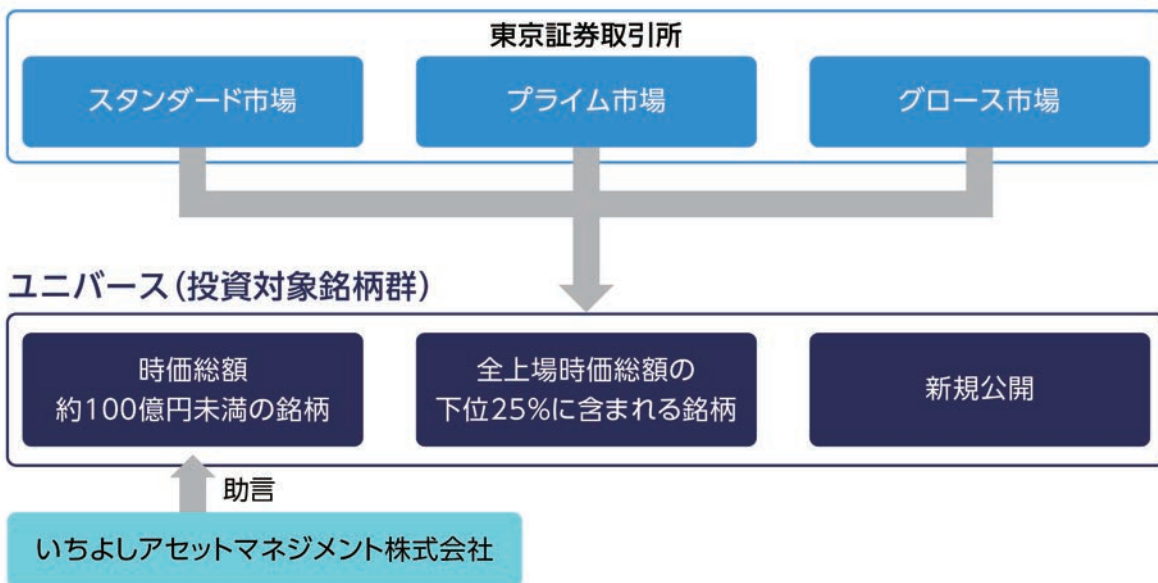 東京証券取引所
スタンダード市場
プライム市場
グロース市場
ユニバース(投資対象銘柄群)
時価総額
約100億円未満の銘柄
全上場時価総額の
下位25%に含まれる銘柄
新規公開
助言
いちよしアセットマネジメント株式会社